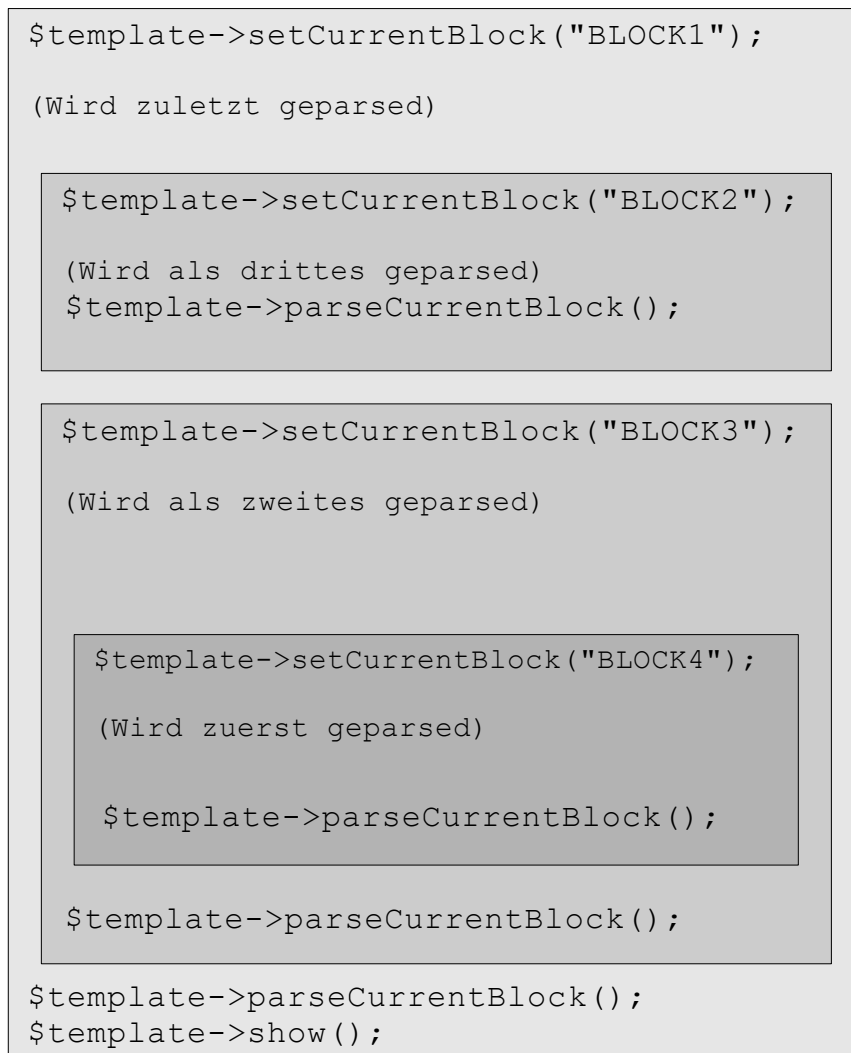 $template->setCurrentBlock("BLOCK1");
(Wird zuletzt geparsed)
$template->setCurrentBlock("BLOCK2");
(Wird als drittes geparsed)
$template->parseCurrentBlock();
$template->setCurrentBlock("BLOCK3");
(Wird als zweites geparsed)
$template->setCurrentBlock("BLOCK4");
(Wird zuerst geparsed)
$template->parseCurrentBlock();
$template->parseCurrentBlock();
$template->parseCurrentBlock();
$template->show();